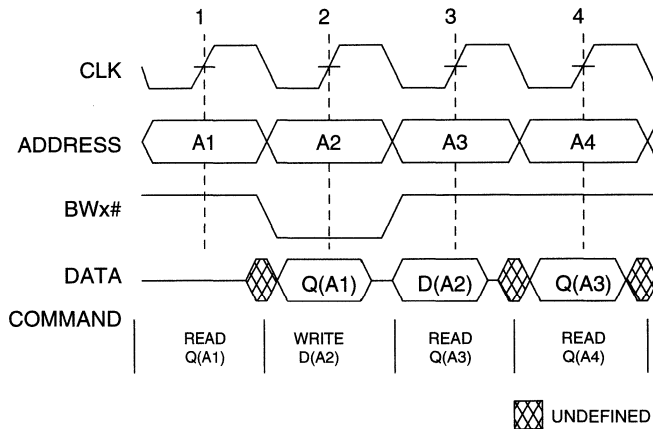 1 2 3 4
CLK
ADDRESS A1 A2 A3 A4
BWx#
DATA Q(A1) D(A2) Q(A3)
COMMAND
READ WRITE READ READ
Q(A1) D(A2) Q(A3) Q(A4)
UNDEFINED